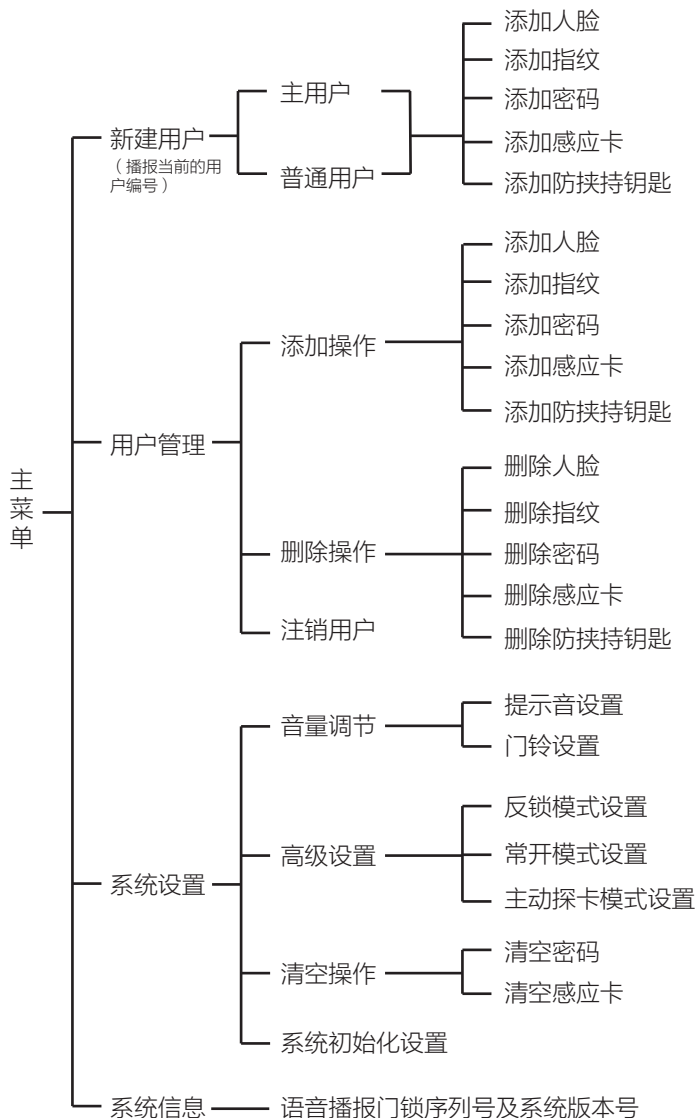 主菜单
新建用户
（播报当前的用
户编号）
主用户
普通用户
添加人脸
添加指纹
添加密码
添加感应卡
添加防挟持钥匙
用户管理
添加操作
添加人脸
添加指纹
添加密码
添加感应卡
添加防挟持钥匙
删除操作
删除人脸
删除指纹
删除密码
删除感应卡
删除防挟持钥匙
注销用户
系统设置
音量调节
提示音设置
门铃设置
高级设置
反锁模式设置
常开模式设置
主动探卡模式设置
清空操作
清空密码
清空感应卡
系统初始化设置
系统信息
语音播报门锁序列号及系统版本号